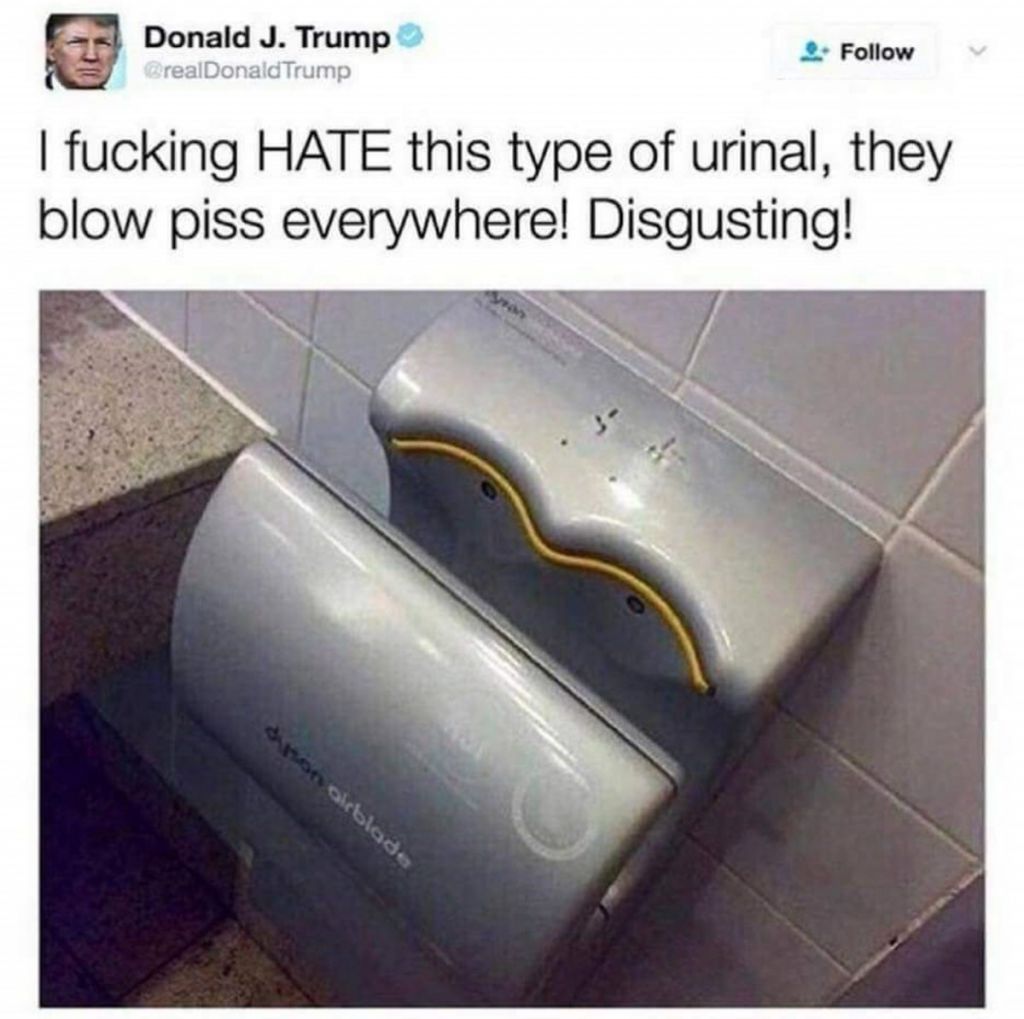 Donald J. Trump
@realDonaldTrump
Follow
I fucking HATE this type of urinal, they
blow piss everywhere! Disgusting!
dyson
dyson airblade